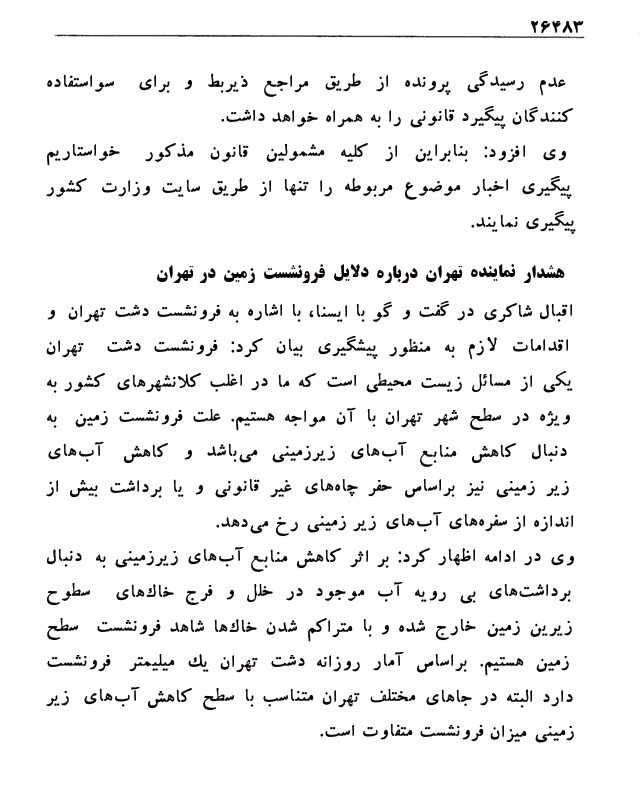 ۲۶۴۸۳
عدم رسیدگی پرونده از طریق مراجع ذیربط و برای سواستفاده
کنندگان پیگیرد قانونی را به همراه خواهد داشت.
وی افزود: بنابراین از کلیه مشمولین قانون مذکور خواستاریم
پیگیری اخبار موضوع مربوطه را تنها از طریق سایت وزارت کشور
پیگیری نمایند.
هشدار نماینده تهران درباره دلایل فرونشست زمین در تهران
اقبال شاکری در گفت و گو با ایسنا، با اشاره به فرونشست دشت تهران و
اقدامات لازم به منظور پیشگیری بیان کرد: فرونشست دشت تهران
یکی از مسائل زیست محیطی است که ما در اغلب کلانشهرهای کشور به
ویژه در سطح شهر تهران با آن مواجه هستیم. علت فرونشست زمین به
دنبال کاهش منابع آب‌های زیرزمینی می‌باشد و کاهش آب‌های
زیر زمینی نیز براساس حفر چاه‌های غیر قانونی و یا برداشت بیش از
اندازه از سفره‌های آب‌های زیر زمینی رخ می‌دهد.
وی در ادامه اظهار کرد: بر اثر کاهش منابع آب‌های زیرزمینی به دنبال
برداشت‌های بی رویه آب موجود در خلل و فرج خاك‌های سطوح
زیرین زمین خارج شده و با متراکم شدن خاك‌ها شاهد فرونشست سطح
زمین هستیم. براساس آمار روزانه دشت تهران یك میلیمتر فرونشست
دارد البته در جاهای مختلف تهران متناسب با سطح کاهش آب‌های زیر
زمینی میزان فرونشست متفاوت است.